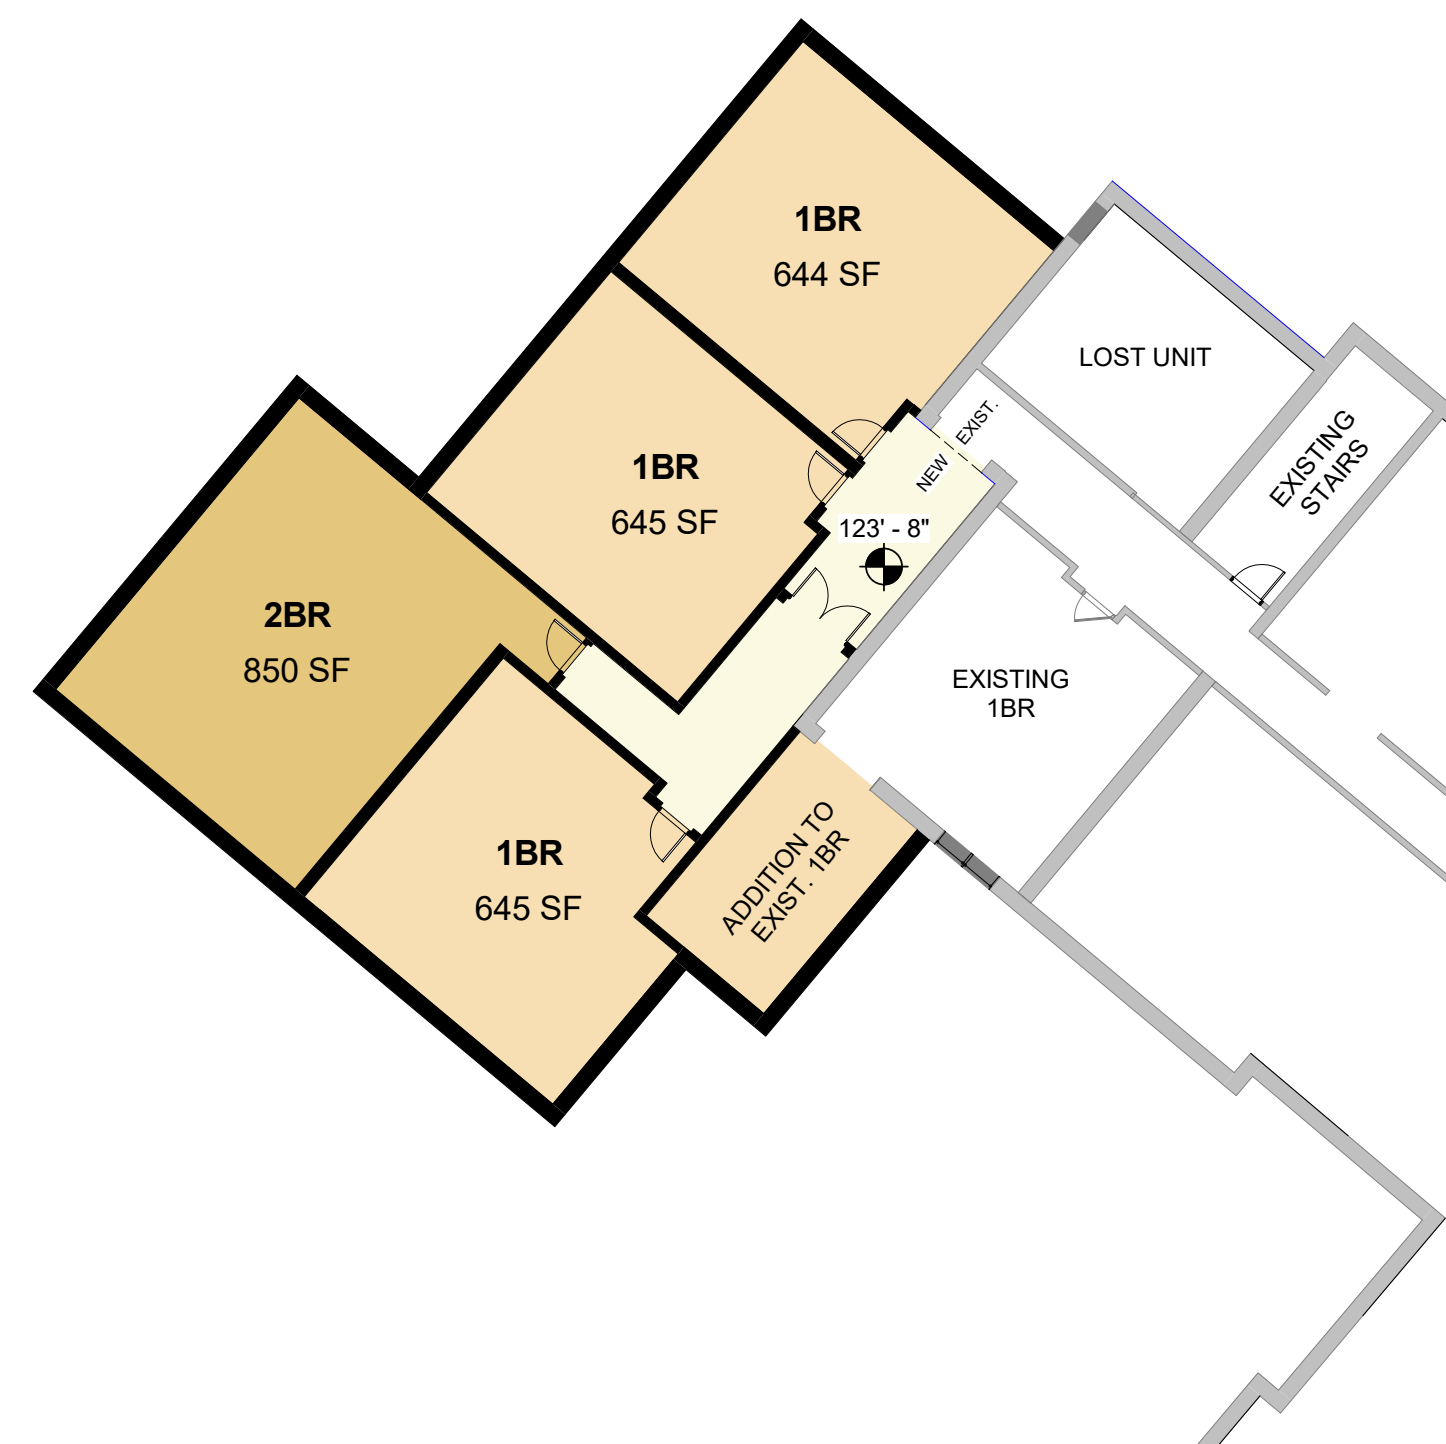 1BR
644 SF
LOST UNIT
EXIST.
NEW
EXISTING
STAIRS
1BR
645 SF
123' - 8"
2BR
850 SF
EXISTING
1BR
1BR
645 SF
ADDITION TO
EXIST. 1BR